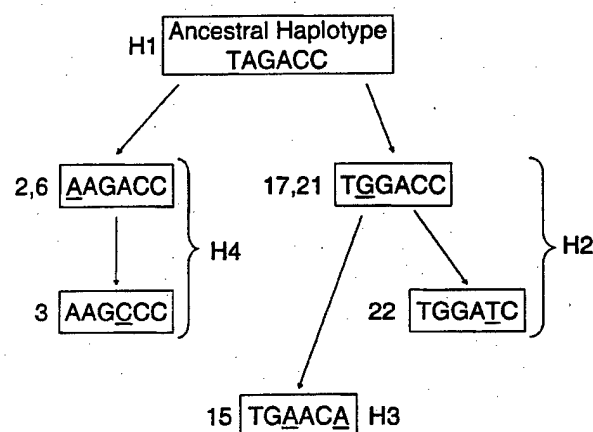 H1 Ancestral Haplotype
TAGACC
2,6 AAGACC
17,21 TGGACC
H4
H2
3 AAGCCC
22 TGGATC
15 TGAACA H3